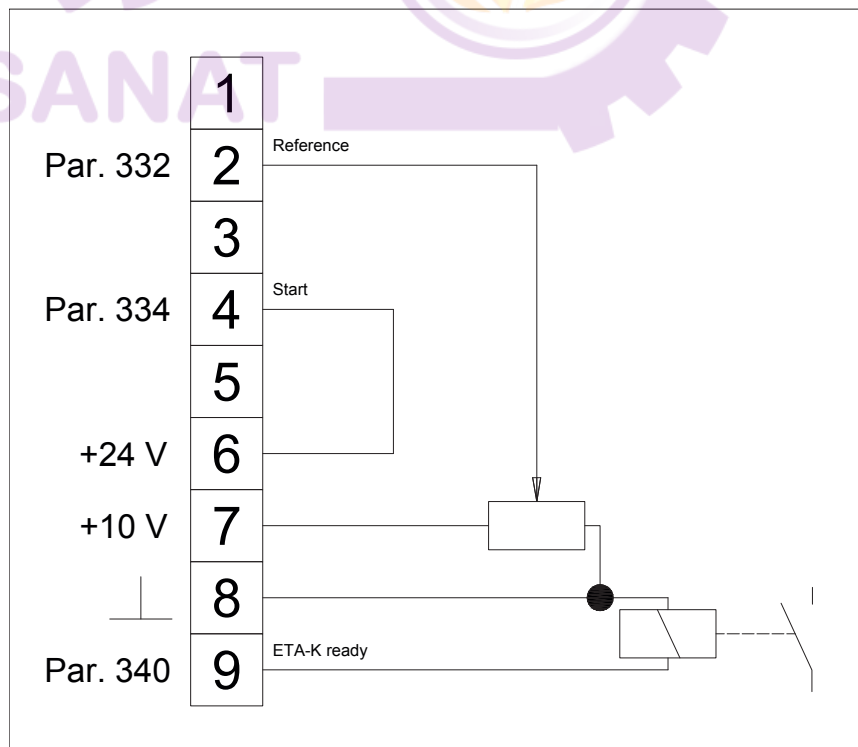 SANAT
1
Par. 332 2 Reference
3
Par. 334 4 Start
5
+24 V 6
+10 V 7
8
Par. 340 9 ETA-K ready